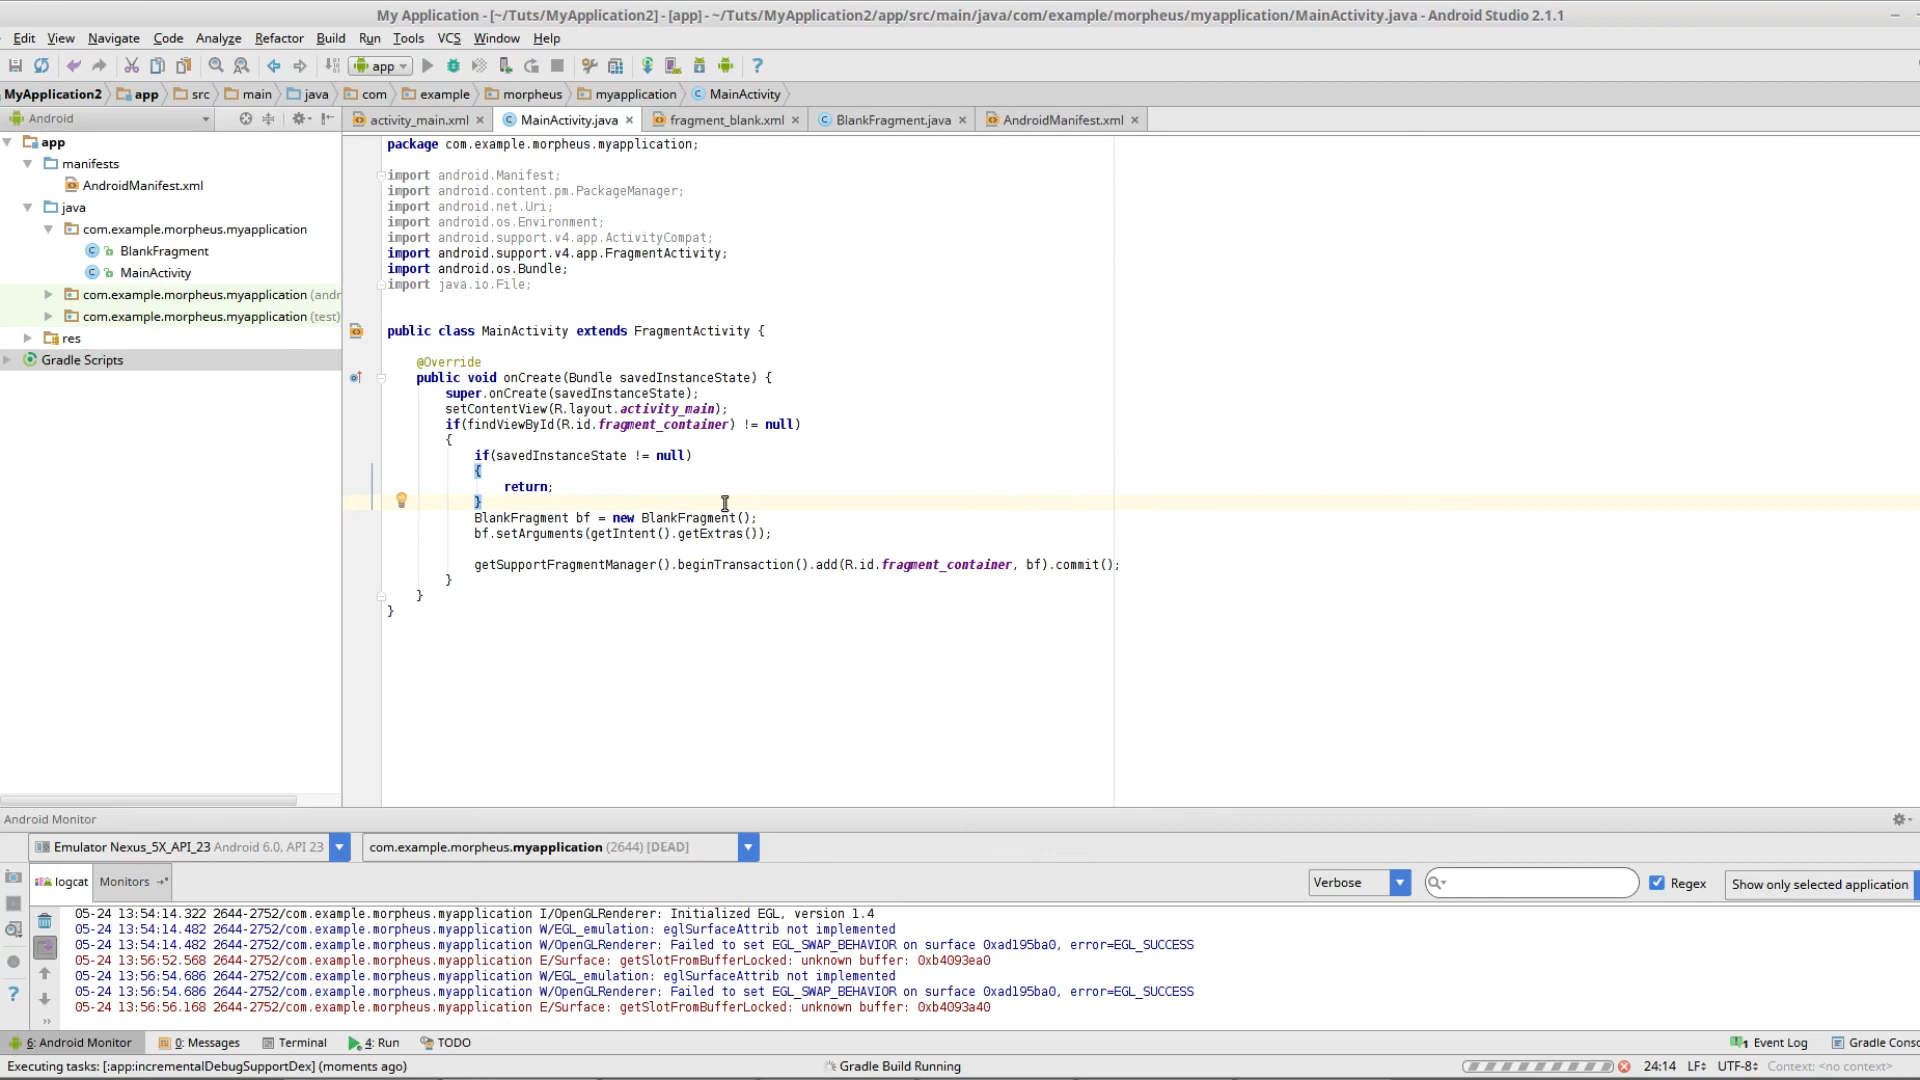 My Application - [~/Tuts/MyApplication2] - [app] - ~/Tuts/MyApplication2/app/src/main/java/com/example/morpheus/myapplication/MainActivity.java - Android Studio 2.1.1
Edit View Navigate Code Analyze Refactor Build Run Tools VCS Window Help
app
MyApplication2 app src main java com example morpheus myapplication MainActivity
Android
activity_main.xml MainActivity.java fragment_blank.xml BlankFragment.java AndroidManifest.xml
app
manifests
AndroidManifest.xml
java
com.example.morpheus.myapplication
BlankFragment
MainActivity
com.example.morpheus.myapplication (andr
com.example.morpheus.myapplication (test)
res
Gradle Scripts
package com.example.morpheus.myapplication;
import android.Manifest;
import android.content.pm.PackageManager;
import android.net.Uri;
import android.os.Environment;
import android.support.v4.app.ActivityCompat;
import android.support.v4.app.FragmentActivity;
import android.os.Bundle;
import java.io.File;
public class MainActivity extends FragmentActivity {
@Override
public void onCreate(Bundle savedInstanceState) {
super.onCreate(savedInstanceState);
setContentView(R.layout.activity_main);
if(findViewById(R.id.fragment_container) != null)
{
if(savedInstanceState != null)
{
return;
}
BlankFragment bf = new BlankFragment();
bf.setArguments(getIntent().getExtras());
getSupportFragmentManager().beginTransaction().add(R.id.fragment_container, bf).commit();
}
}
}
Android Monitor
Emulator Nexus_5X_API_23 Android 6.0, API 23 com.example.morpheus.myapplication (2644) [DEAD]
logcat Monitors Verbose Regex Show only selected application
05-24 13:54:14.322 2644-2752/com.example.morpheus.myapplication I/OpenGLRenderer: Initialized EGL, version 1.4
05-24 13:54:14.482 2644-2752/com.example.morpheus.myapplication W/EGL_emulation: eglSurfaceAttrib not implemented
05-24 13:54:14.482 2644-2752/com.example.morpheus.myapplication W/OpenGLRenderer: Failed to set EGL_SWAP_BEHAVIOR on surface 0xad195ba0, error=EGL_SUCCESS
05-24 13:56:52.568 2644-2752/com.example.morpheus.myapplication E/Surface: getSlotFromBufferLocked: unknown buffer: 0xb4093ea0
05-24 13:56:54.686 2644-2752/com.example.morpheus.myapplication W/EGL_emulation: eglSurfaceAttrib not implemented
05-24 13:56:54.686 2644-2752/com.example.morpheus.myapplication W/OpenGLRenderer: Failed to set EGL_SWAP_BEHAVIOR on surface 0xad195ba0, error=EGL_SUCCESS
05-24 13:56:56.168 2644-2752/com.example.morpheus.myapplication E/Surface: getSlotFromBufferLocked: unknown buffer: 0xb4093a40
6: Android Monitor 0: Messages Terminal 4: Run TODO 1 Event Log Gradle Conso
Executing tasks: [:app:incrementalDebugSupportDex] (moments ago) Gradle Build Running 24:14 LF UTF-8 Context: <no context>